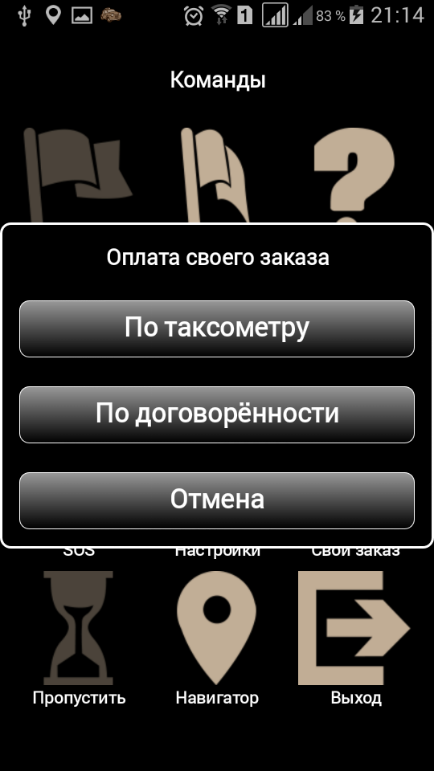 1 83 % 21:14
Команды
Оплата своего заказа
По таксометру
По договорённости
Отмена
SOS Настройки Свой заказ
Пропустить Навигатор Выход